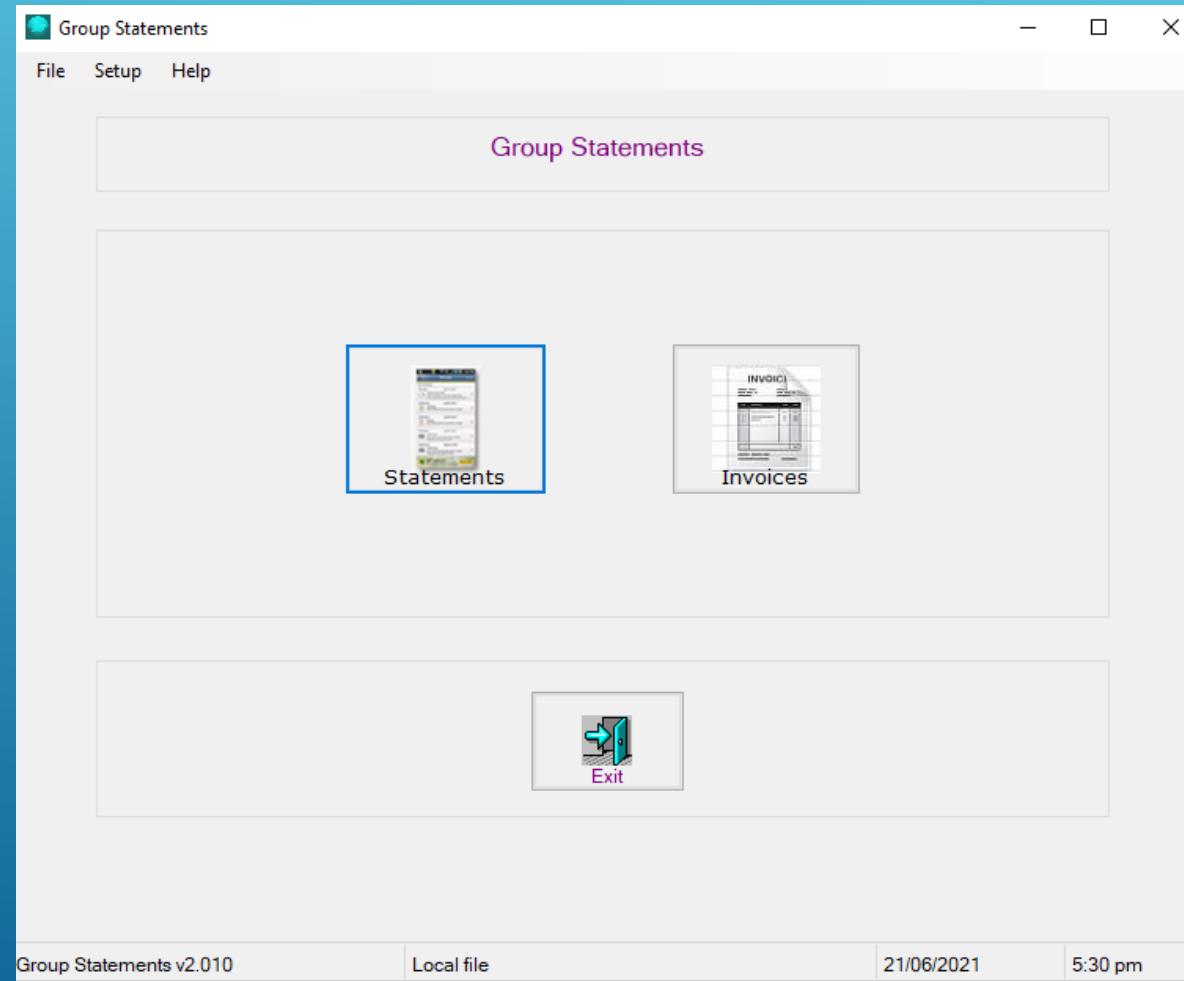 Group Statements
File Setup Help
Group Statements
INVOICI
Statements Invoices
Exit
Group Statements v2.010 Local file 21/06/2021 5:30 pm